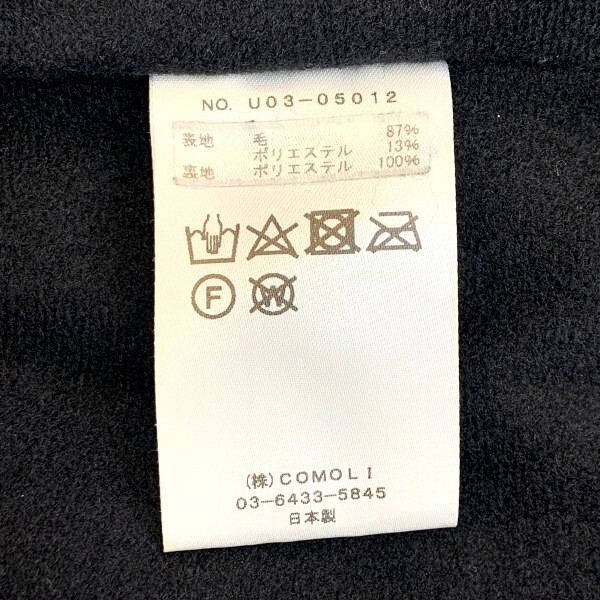 NO. U03-05012
表地 毛 87%
ポリエステル 13%
裏地 ポリエステル 100%
F W
(株)COMOLI
03-6433-5845
日本製